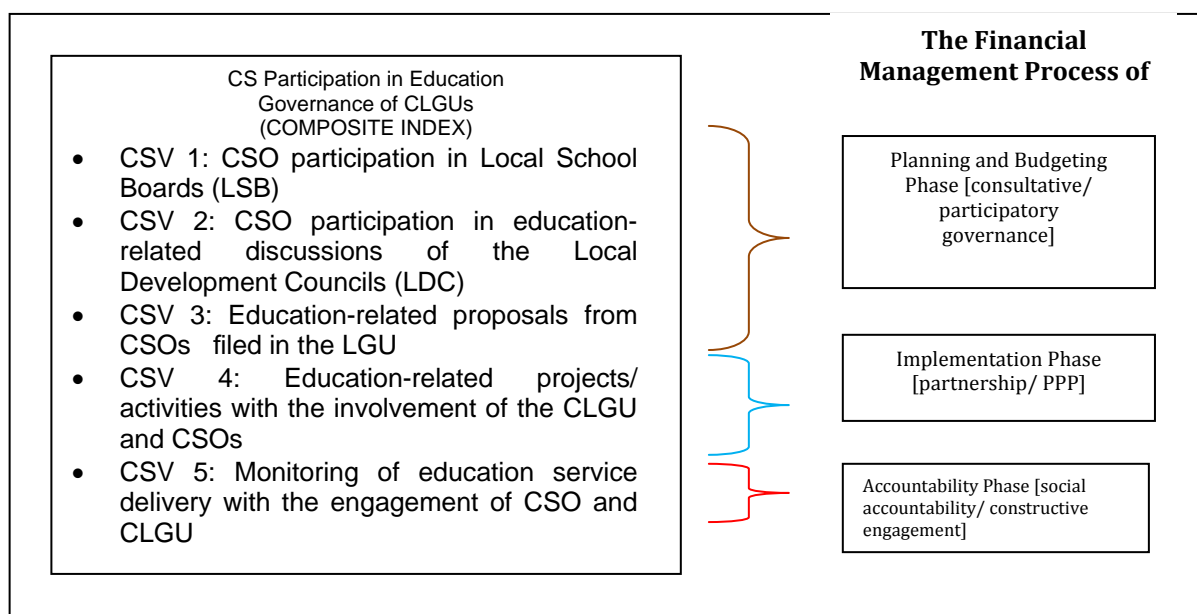 CS Participation in Education
Governance of CLGUs
(COMPOSITE INDEX)
• CSV 1: CSO participation in Local School
Boards (LSB)
• CSV 2: CSO participation in education-
related discussions of the Local
Development Councils (LDC)
• CSV 3: Education-related proposals from
CSOs filed in the LGU
• CSV 4: Education-related projects/
activities with the involvement of the CLGU
and CSOs
• CSV 5: Monitoring of education service
delivery with the engagement of CSO and
CLGU
The Financial
Management Process of
Planning and Budgeting
Phase [consultative/
participatory
governance]
Implementation Phase
[partnership/ PPP]
Accountability Phase [social
accountability/ constructive
engagement]